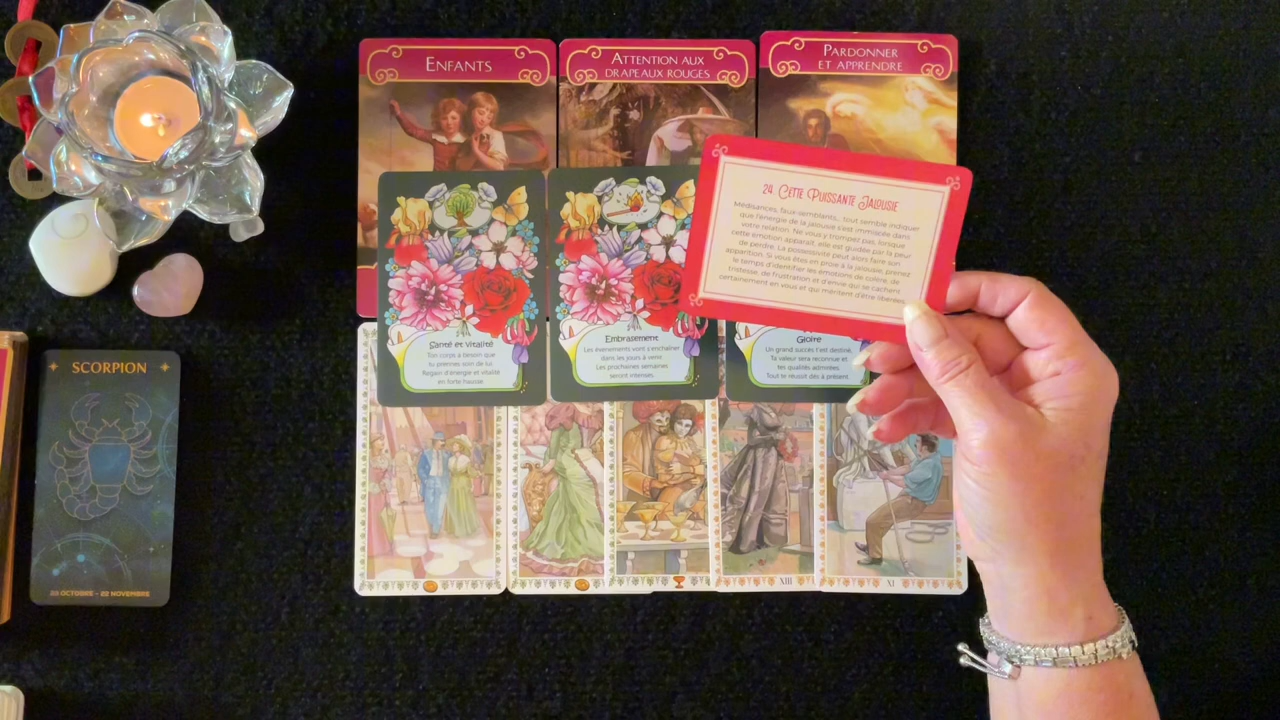 ENFANTS
ATTENTION AUX
DRAPEAUX ROUGES
PARDONNER
ET APPRENDRE
24 CETTE PUISSANTE JALOUSIE
Médisances, faux-semblants... tout semble indiquer
que l'énergie de la jalousie s'est immiscée dans
votre relation. Ne vous y trompez pas, lorsque
cette émotion apparaît, elle est guidée par la peur
de perdre. La possessivité peut alors faire son
apparition. Si vous êtes en proie à la jalousie, prenez
le temps d'identifier les émotions de colère, de
tristesse, de frustration et d'envie qui se cachent
certainement en vous et qui méritent d'être libérées.
Santé et Vitalité
Ton corps a besoin que
tu prennes soin de lui.
Regain d'énergie et vitalité
en forte hausse.
Embrasement
Les évènements vont s'enchaîner
dans les jours à venir.
Les prochaines semaines
seront intenses.
Gloire
Un grand succès t'est destiné.
Ta valeur sera reconnue et
tes qualités admirées.
Tout te réussit dès à présent.
SCORPION
23 OCTOBRE - 22 NOVEMBRE
XIII
XI